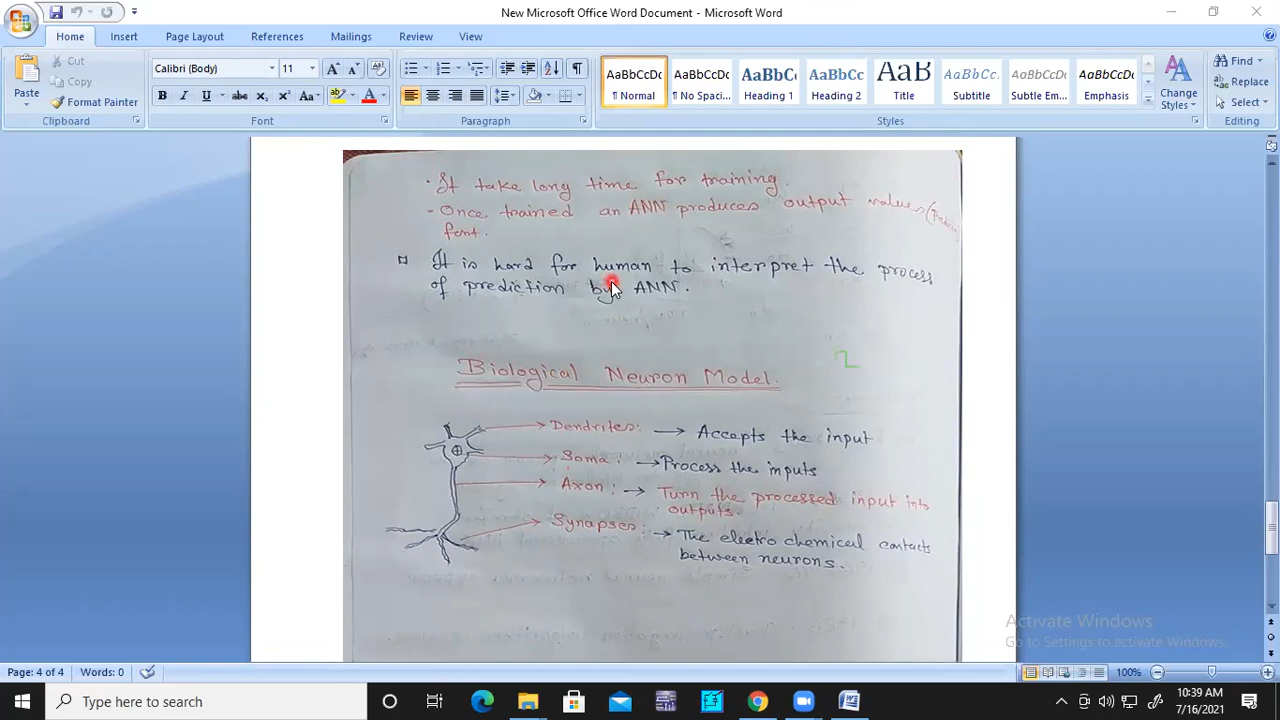 New Microsoft Office Word Document - Microsoft Word
Home Insert Page Layout References Mailings Review View
Cut
Copy
Format Painter
Paste
Clipboard
Calibri (Body) 11
Font
Paragraph
AaBbCcDc AaBbCcDc AaBbCc AaBbCc AaB AaBbCc. AaBbCcDc AaBbCcDc
¶ Normal ¶ No Spaci... Heading 1 Heading 2 Title Subtitle Subtle Em... Emphasis
Change
Styles
Styles
Find
Replace
Select
Editing
· It take long time for training.
- Once trained an ANN produces output values
fast.
It is hard for human to interpret the process
of prediction by ANN.
Biological Neuron Model.
Dendrites: → Accepts the input
Soma: → Process the inputs
Axon: → Turn the processed input into
outputs.
Synapses: → The electro chemical contacts
between neurons.
Activate Windows
Go to Settings to activate Windows.
Page: 4 of 4 Words: 0 100%
Type here to search
10:39 AM
7/16/2021